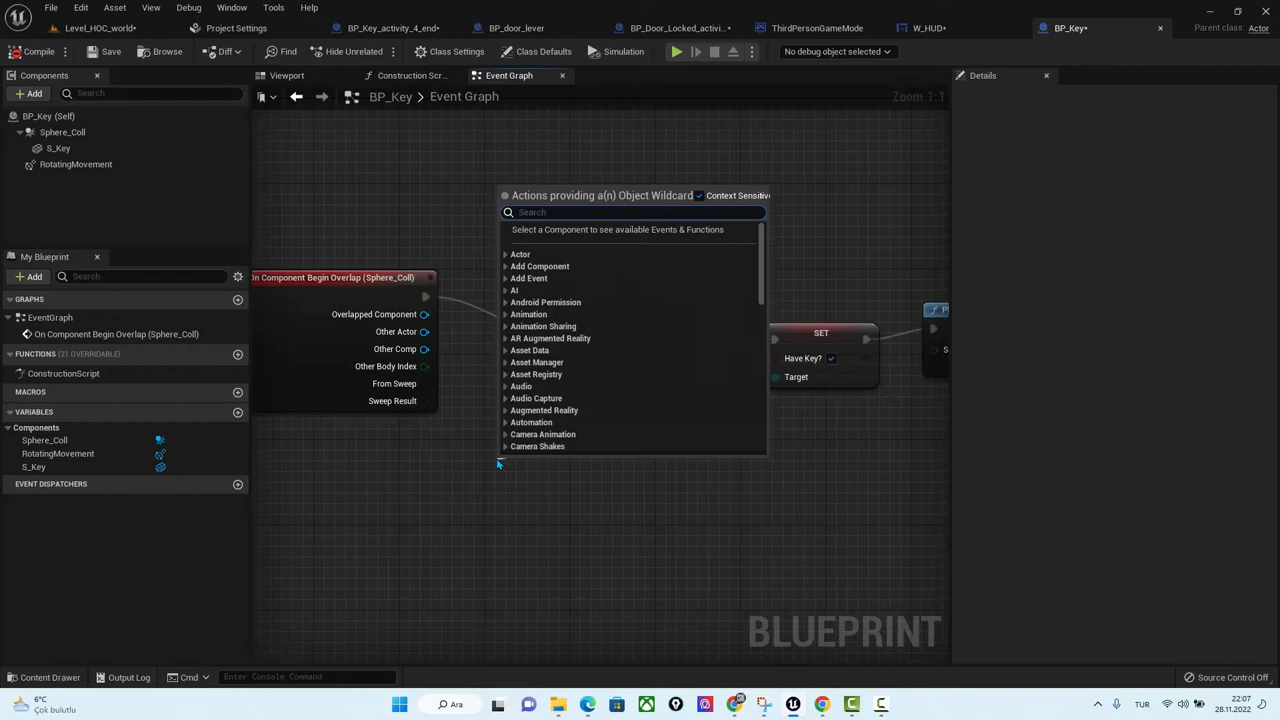 File Edit Asset View Debug Window Tools Help
Level_HOC_world*
Project Settings
BP_Key_activity_4_end*
BP_door_lever
BP_Door_Locked_activi...*
ThirdPersonGameMode
W_HUD*
BP_Key*
Parent class: Actor
Compile Save Browse Diff Find Hide Unrelated Class Settings Class Defaults Simulation No debug object selected
Components
Add Search
BP_Key (Self)
Sphere_Coll
S_Key
RotatingMovement
My Blueprint
Add Search
GRAPHS
EventGraph
On Component Begin Overlap (Sphere_Coll)
FUNCTIONS (21 OVERRIDABLE)
ConstructionScript
MACROS
VARIABLES
Components
Sphere_Coll
RotatingMovement
S_Key
EVENT DISPATCHERS
Viewport
Construction Scr...
Event Graph
BP_Key > Event Graph
Zoom 1:1
On Component Begin Overlap (Sphere_Coll)
Overlapped Component
Other Actor
Other Comp
Other Body Index
From Sweep
Sweep Result
Actions providing a(n) Object Wildcard Context Sensitive
Search
Select a Component to see available Events & Functions
Actor
Add Component
Add Event
AI
Android Permission
Animation
Animation Sharing
AR Augmented Reality
Asset Data
Asset Manager
Asset Registry
Audio
Audio Capture
Augmented Reality
Automation
Camera Animation
Camera Shakes
SET
Have Key?
Target
BLUEPRINT
Details
Content Drawer Output Log Cmd Enter Console Command
Source Control Off
6°C
Çok bulutlu
Ara
TUR
22:07
28.11.2022